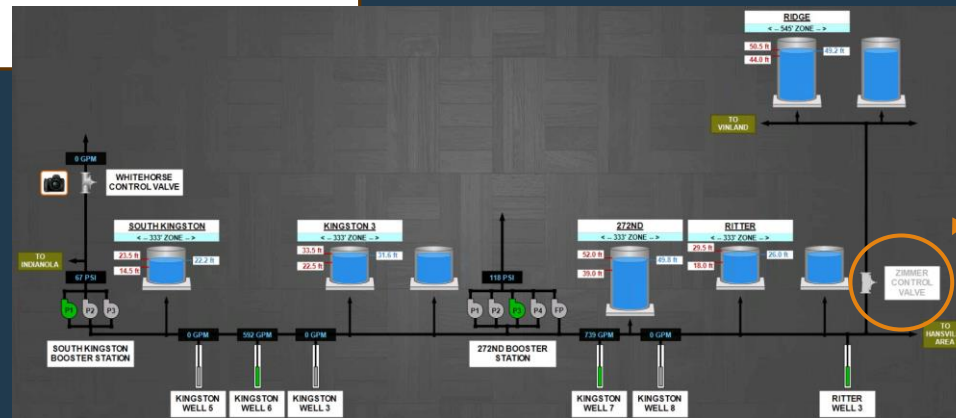 RIDGE
< -- 545' ZONE -- >
50.5 ft
44.0 ft
49.2 ft
TO
VINLAND
0 GPM
WHITEHORSE
CONTROL VALVE
SOUTH KINGSTON
< -- 333' ZONE -- >
23.5 ft
14.5 ft
22.2 ft
KINGSTON 3
< -- 333' ZONE -- >
33.5 ft
22.5 ft
31.6 ft
272ND
< -- 333' ZONE -- >
52.0 ft
39.0 ft
49.8 ft
RITTER
< -- 333' ZONE -- >
29.5 ft
18.0 ft
26.0 ft
TO
INDIANOLA
67 PSI
118 PSI
ZIMMER
CONTROL
VALVE
P1 P2 P3
P1 P2 P3 P4 FP
SOUTH KINGSTON
BOOSTER STATION
0 GPM
592 GPM
0 GPM
272ND BOOSTER
STATION
739 GPM
0 GPM
TO
HANSVIL
AREA
KINGSTON
WELL 5
KINGSTON
WELL 6
KINGSTON
WELL 3
KINGSTON
WELL 7
KINGSTON
WELL 8
RITTER
WELL 3